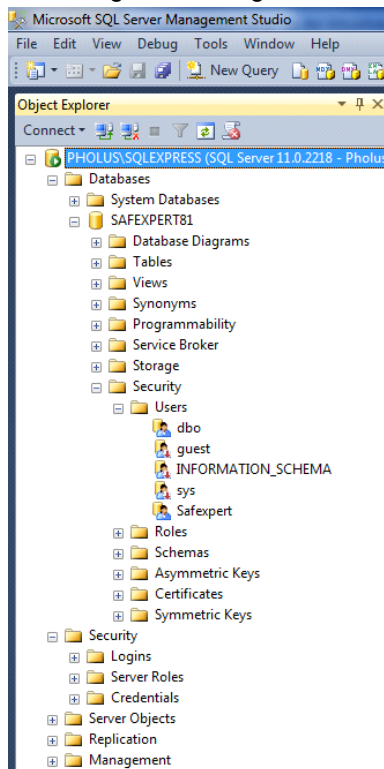 Microsoft SQL Server Management Studio
File Edit View Debug Tools Window Help
New Query
Object Explorer
Connect
PHOLUS\SQLEXPRESS (SQL Server 11.0.2218 - Pholus
Databases
System Databases
SAFEXPERT81
Database Diagrams
Tables
Views
Synonyms
Programmability
Service Broker
Storage
Security
Users
dbo
guest
INFORMATION_SCHEMA
sys
Safexpert
Roles
Schemas
Asymmetric Keys
Certificates
Symmetric Keys
Security
Logins
Server Roles
Credentials
Server Objects
Replication
Management